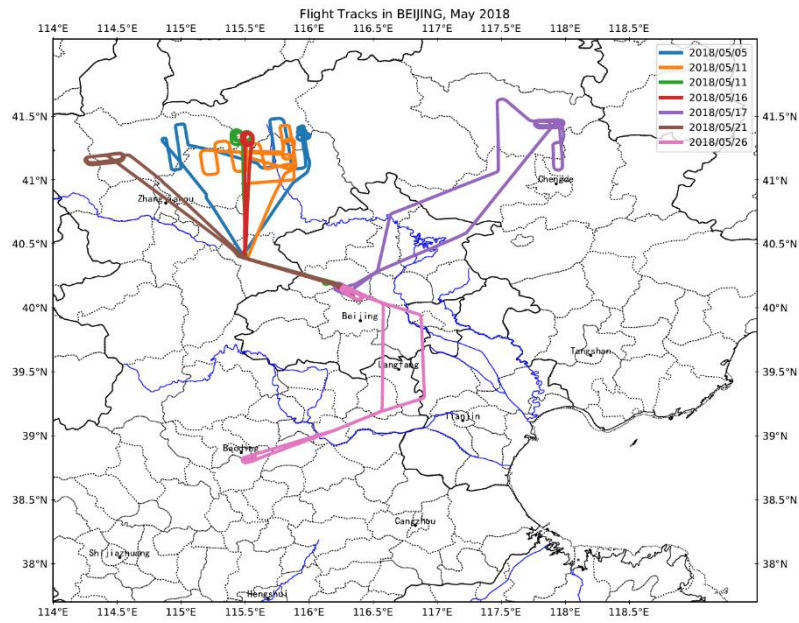 Flight Tracks in BEIJING, May 2018
114°E 114.5°E 115°E 115.5°E 116°E 116.5°E 117°E 117.5°E 118°E 118.5°E
2018/05/05
2018/05/11
2018/05/11
2018/05/16
2018/05/17
2018/05/21
2018/05/26
41.5°N
41.5°N
41°N
41°N
Chengde
Zhangjiakou
40.5°N
40.5°N
40°N
40°N
Beijing
Tangshan
39.5°N
39.5°N
Langfang
Tianjin
39°N
39°N
Baoding
38.5°N
38.5°N
Cangzhou
38°N
38°N
Shijiazhuang
Hengshui
114°E 114.5°E 115°E 115.5°E 116°E 116.5°E 117°E 117.5°E 118°E 118.5°E